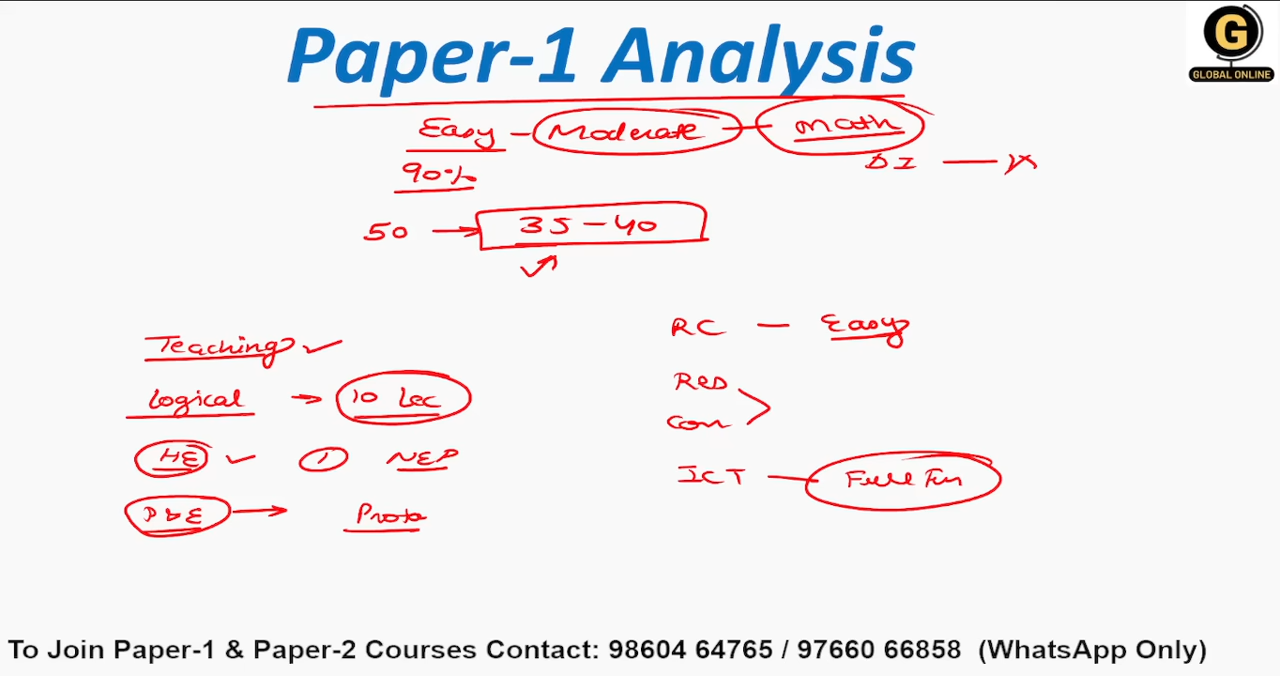 Paper-1 Analysis
G
GLOBAL ONLINE
Easy - Moderate - Math
90%
DI
50 → 35 - 40
Teaching ✓
Logical → 10 Lec
HE ✓ ① NEP
P&E →
RC - Easy
Res
Com
ICT - Full
To Join Paper-1 & Paper-2 Courses Contact: 98604 64765 / 97660 66858 (WhatsApp Only)